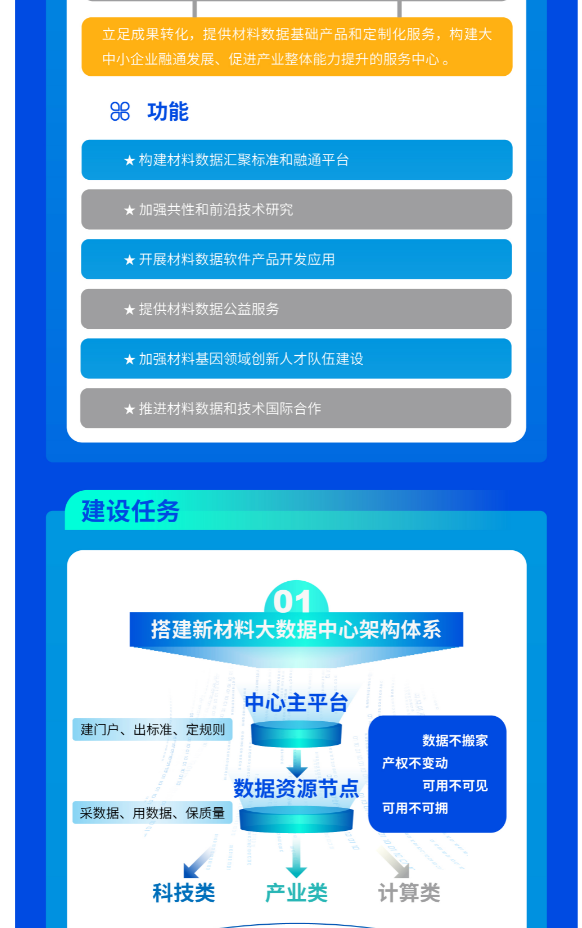 立足成果转化，提供材料数据基础产品和定制化服务，构建大
中小企业融通发展、促进产业整体能力提升的服务中心。
功能
★构建材料数据汇聚标准和融通平台
★加强共性和前沿技术研究
★开展材料数据软件产品开发应用
★提供材料数据公益服务
★加强材料基因领域创新人才队伍建设
★推进材料数据和技术国际合作
建设任务
01
搭建新材料大数据中心架构体系
中心主平台
建门户、出标准、定规则
数据不搬家
产权不变动
可用不可见
可用不可拥
数据资源节点
采数据、用数据、保质量
科技类
产业类
计算类